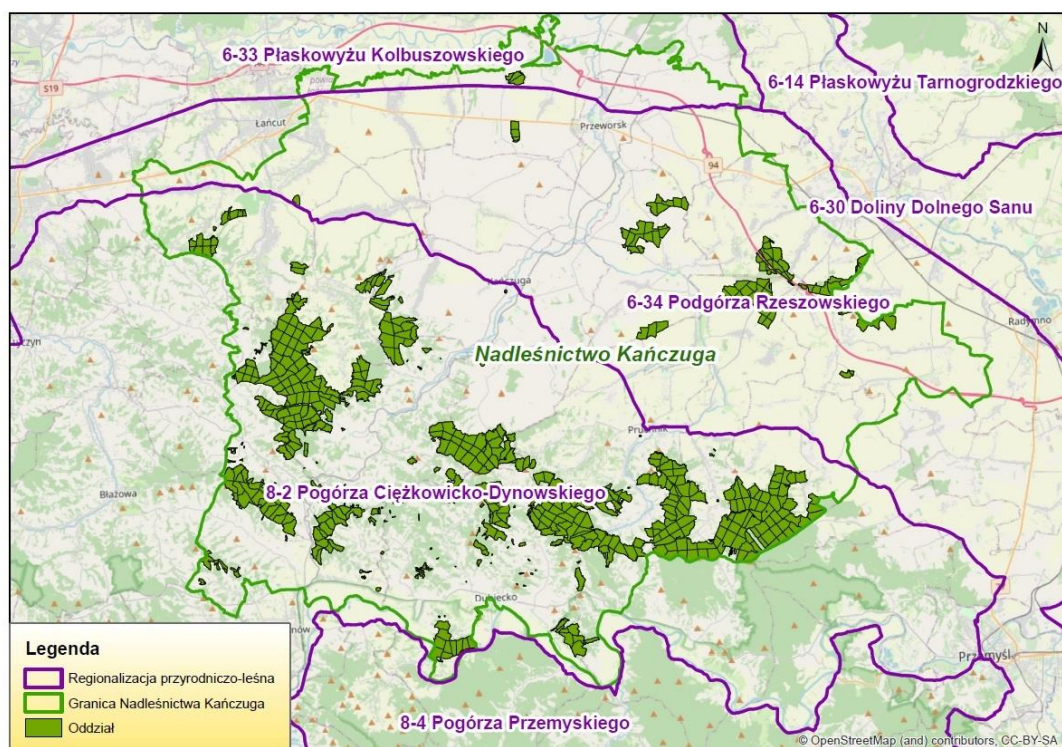 6-33 Płaskowyżu Kolbuszowskiego
N
6-14 Płaskowyżu Tarnogrodzkiego
S19
Łańcut
Przeworsk
94
6-30 Doliny Dolnego Sanu
6-34 Podgórza Rzeszowskiego
Radymno
Nadleśnictwo Kańczuga
Błażowa
8-2 Pogórza Ciężkowicko-Dynowskiego
Dubiecko
Przemyśl
8-4 Pogórza Przemyskiego
Legenda
Regionalizacja przyrodniczo-leśna
Granica Nadleśnictwa Kańczuga
Oddział
© OpenStreetMap (and) contributors, CC-BY-SA